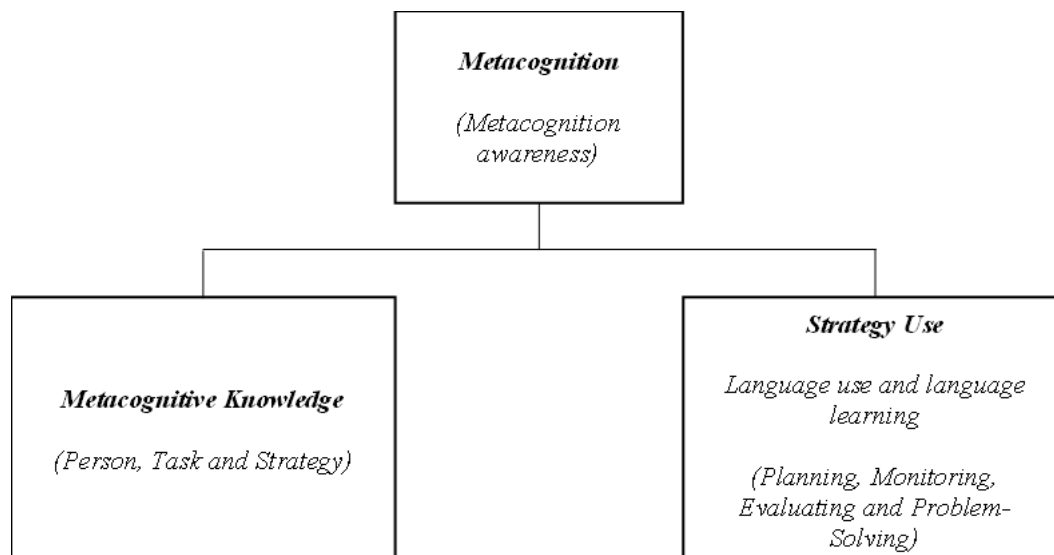 Metacognition
(Metacognition
awareness)
Metacognitive Knowledge
(Person, Task and Strategy)
Strategy Use
Language use and language
learning
(Planning, Monitoring,
Evaluating and Problem-
Solving)